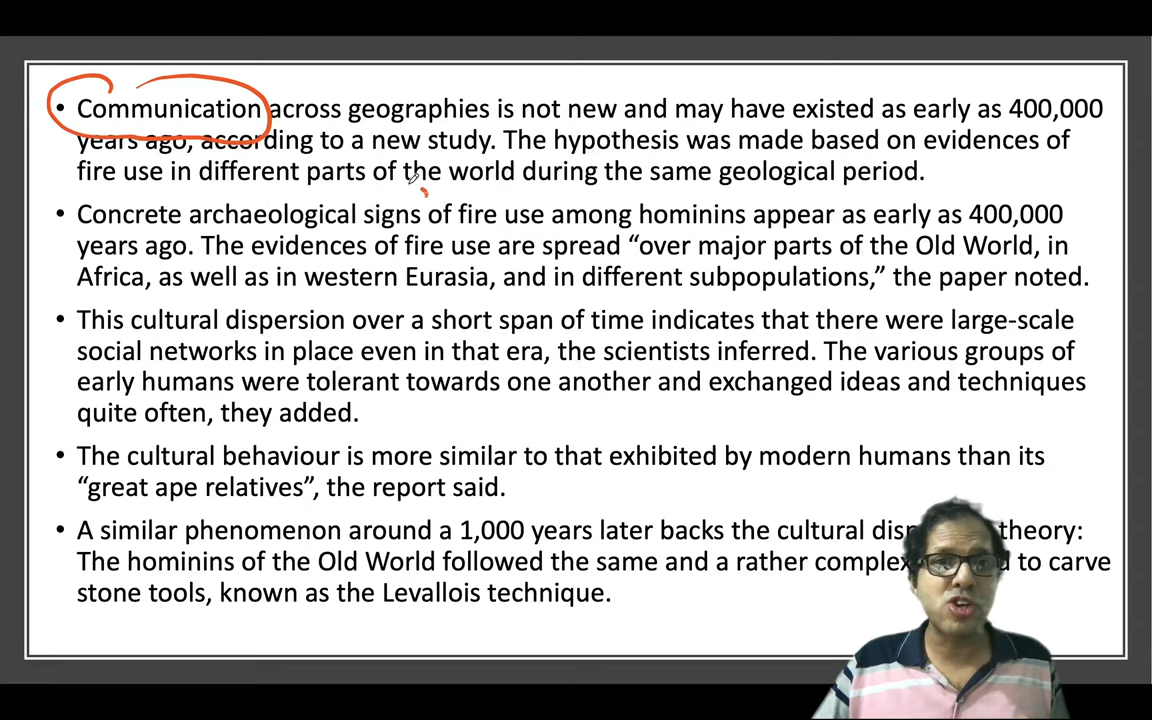 • Communication across geographies is not new and may have existed as early as 400,000
years ago, according to a new study. The hypothesis was made based on evidences of
fire use in different parts of the world during the same geological period.
• Concrete archaeological signs of fire use among hominins appear as early as 400,000
years ago. The evidences of fire use are spread “over major parts of the Old World, in
Africa, as well as in western Eurasia, and in different subpopulations,” the paper noted.
• This cultural dispersion over a short span of time indicates that there were large-scale
social networks in place even in that era, the scientists inferred. The various groups of
early humans were tolerant towards one another and exchanged ideas and techniques
quite often, they added.
• The cultural behaviour is more similar to that exhibited by modern humans than its
“great ape relatives”, the report said.
• A similar phenomenon around a 1,000 years later backs the cultural theory:
The hominins of the Old World followed the same and a rather complex to carve
stone tools, known as the Levallois technique.